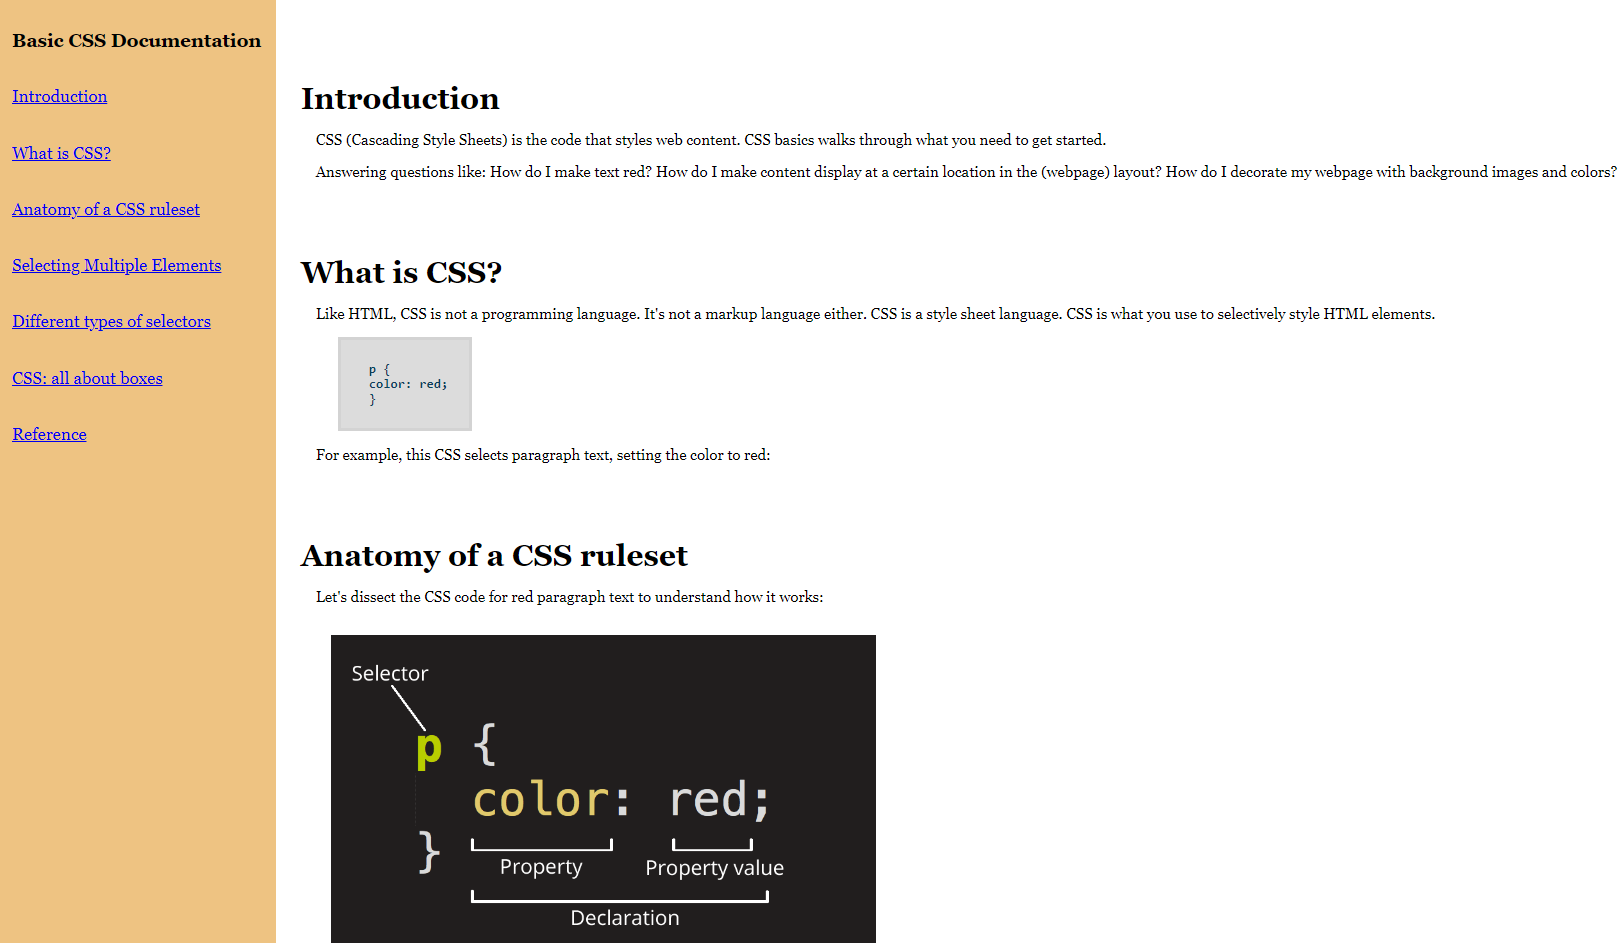 Basic CSS Documentation
Introduction
What is CSS?
Anatomy of a CSS ruleset
Selecting Multiple Elements
Different types of selectors
CSS: all about boxes
Reference
Introduction
CSS (Cascading Style Sheets) is the code that styles web content. CSS basics walks through what you need to get started.
Answering questions like: How do I make text red? How do I make content display at a certain location in the (webpage) layout? How do I decorate my webpage with background images and colors?
What is CSS?
Like HTML, CSS is not a programming language. It's not a markup language either. CSS is a style sheet language. CSS is what you use to selectively style HTML elements.
p {
color: red;
}
For example, this CSS selects paragraph text, setting the color to red:
Anatomy of a CSS ruleset
Let's dissect the CSS code for red paragraph text to understand how it works:
Selector
p {
color: red;
}
Property Property value
Declaration